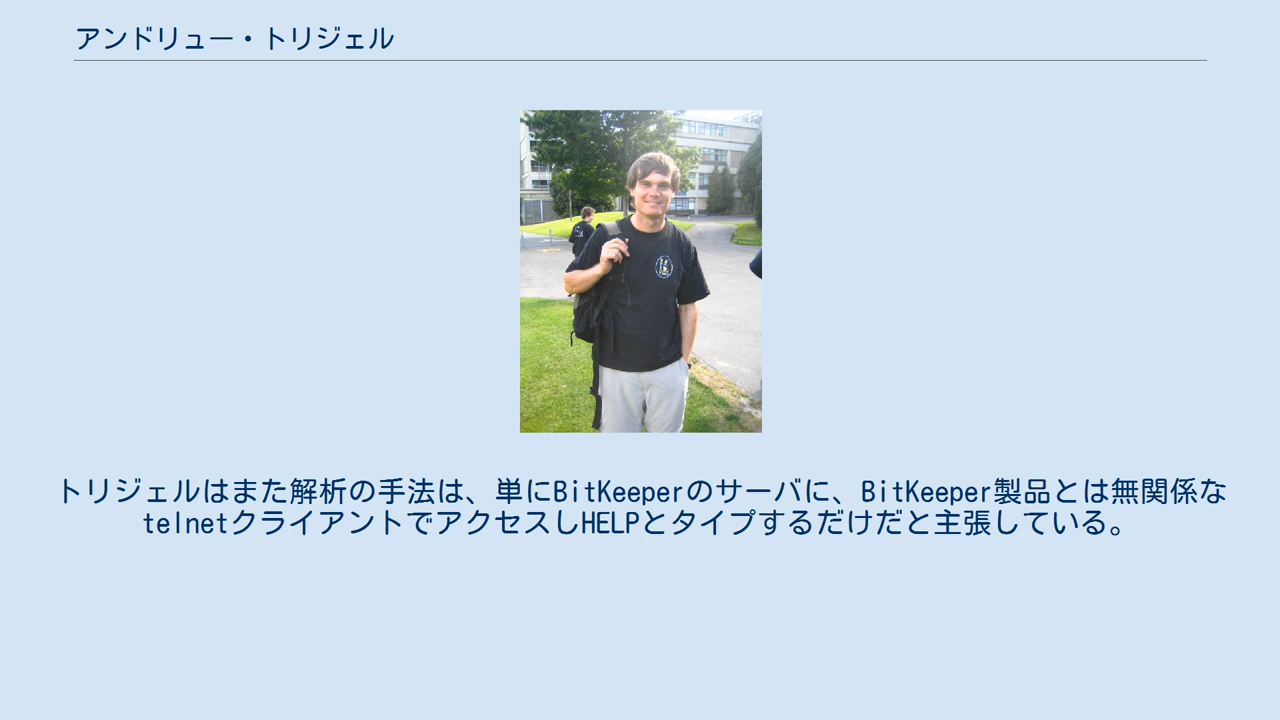 アンドリュー・トリジェル
トリジェルはまた解析の手法は、単にBitKeeperのサーバに、BitKeeper製品とは無関係な
telnetクライアントでアクセスしHELPとタイプするだけだと主張している。